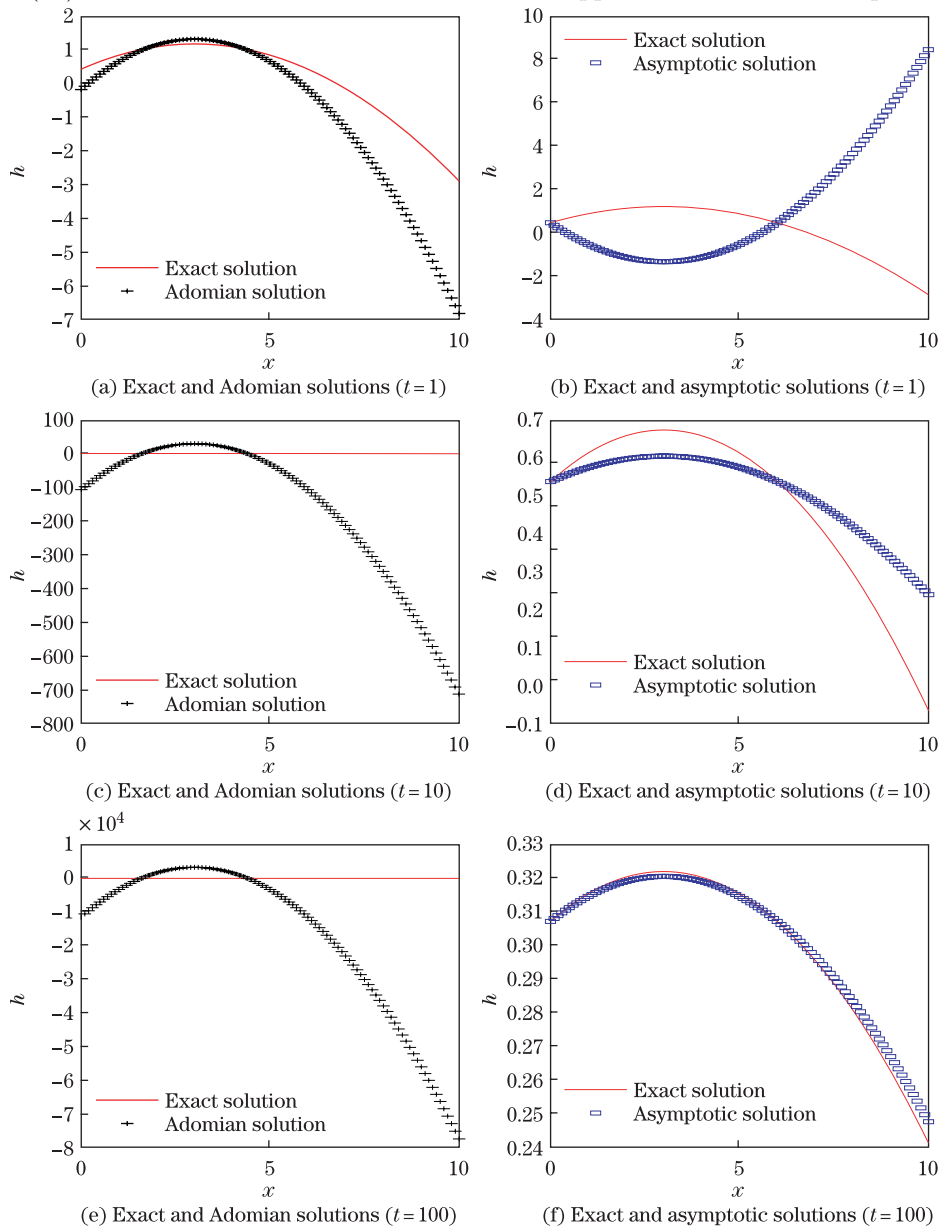 2
1
0
−1
−2
−3
−4
−5
−6
−7
h
Exact solution
Adomian solution
0
5
10
x
(a) Exact and Adomian solutions (t=1)
10
8
6
4
2
0
−2
−4
h
Exact solution
Asymptotic solution
0
5
10
x
(b) Exact and asymptotic solutions (t=1)
100
0
−100
−200
−300
−400
−500
−600
−700
−800
h
Exact solution
Adomian solution
0
5
10
x
(c) Exact and Adomian solutions (t=10)
0.7
0.6
0.5
0.3
0.2
0.1
0.0
−0.1
h
Exact solution
Asymptotic solution
0
5
10
x
(d) Exact and asymptotic solutions (t=10)
×10⁴
1
0
−1
−2
−3
−4
−5
−6
−7
−8
h
Exact solution
Adomian solution
0
5
10
x
(e) Exact and Adomian solutions (t=100)
0.33
0.32
0.31
0.30
0.29
0.28
0.27
0.26
0.25
0.24
h
Exact solution
Asymptotic solution
0
5
10
x
(f) Exact and asymptotic solutions (t=100)